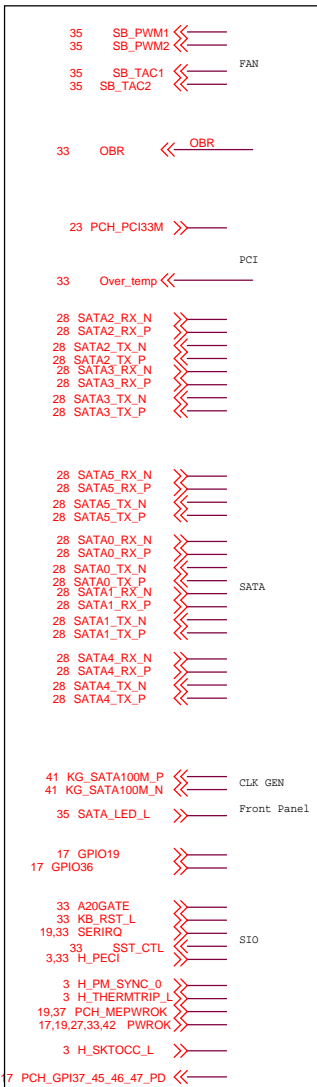 35 SB_PWM1
35 SB_PWM2
FAN
35 SB_TAC1
35 SB_TAC2
33 OBR OBR
23 PCH_PCI33M
PCI
33 Over_temp
28 SATA2_RX_N
28 SATA2_RX_P
28 SATA2_TX_N
28 SATA2_TX_P
28 SATA3_RX_N
28 SATA3_RX_P
28 SATA3_TX_N
28 SATA3_TX_P
28 SATA5_RX_N
28 SATA5_RX_P
28 SATA5_TX_N
28 SATA5_TX_P
28 SATA0_RX_N
28 SATA0_RX_P
28 SATA0_TX_N
28 SATA0_TX_P
SATA
28 SATA1_RX_N
28 SATA1_RX_P
28 SATA1_TX_N
28 SATA1_TX_P
28 SATA4_RX_N
28 SATA4_RX_P
28 SATA4_TX_N
28 SATA4_TX_P
41 KG_SATA100M_P
CLK GEN
41 KG_SATA100M_N
Front Panel
35 SATA_LED_L
17 GPIO19
17 GPIO36
33 A20GATE
33 KB_RST_L
19,33 SERIRQ
SIO
33 SST_CTL
3,33 H_PECI
3 H_PM_SYNC_0
3 H_THERMTRIP_L
19,37 PCH_MEPWROK
17,19,27,33,42 PWROK
3 H_SKTOCC_L
17 PCH_GPI37_45_46_47_PD